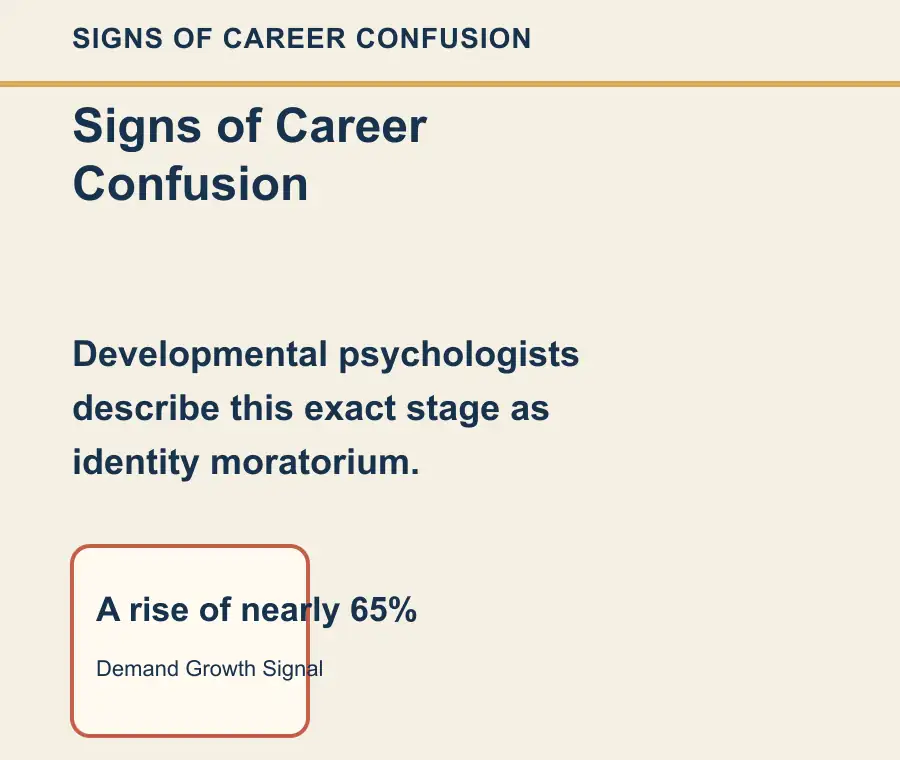 SIGNS OF CAREER CONFUSION
Signs of Career
Confusion
Developmental psychologists
describe this exact stage as
identity moratorium.
A rise of nearly 65%
Demand Growth Signal